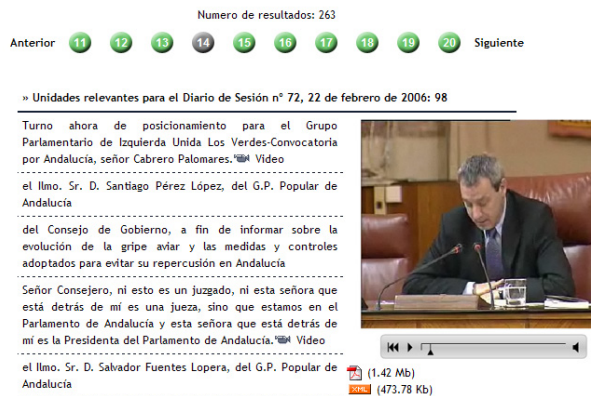 Numero de resultados: 263
Anterior 11 12 13 14 15 16 17 18 19 20 Siguiente
» Unidades relevantes para el Diario de Sesión nº 72, 22 de febrero de 2006: 98
Turno ahora de posicionamiento para el Grupo
Parlamentario de Izquierda Unida Los Verdes-Convocatoria
por Andalucía, señor Cabrero Palomares. Video
el Ilmo. Sr. D. Santiago Pérez López, del G.P. Popular de
Andalucía
del Consejo de Gobierno, a fin de informar sobre la
evolución de la gripe aviar y las medidas y controles
adoptados para evitar su repercusión en Andalucía
Señor Consejero, ni esto es un juzgado, ni esta señora que
está detrás de mí es una jueza, sino que estamos en el
Parlamento de Andalucía y esta señora que está detrás de
mí es la Presidenta del Parlamento de Andalucía. Video
el Ilmo. Sr. D. Salvador Fuentes Lopera, del G.P. Popular de
Andalucía
(1.42 Mb)
XML (473.78 Kb)